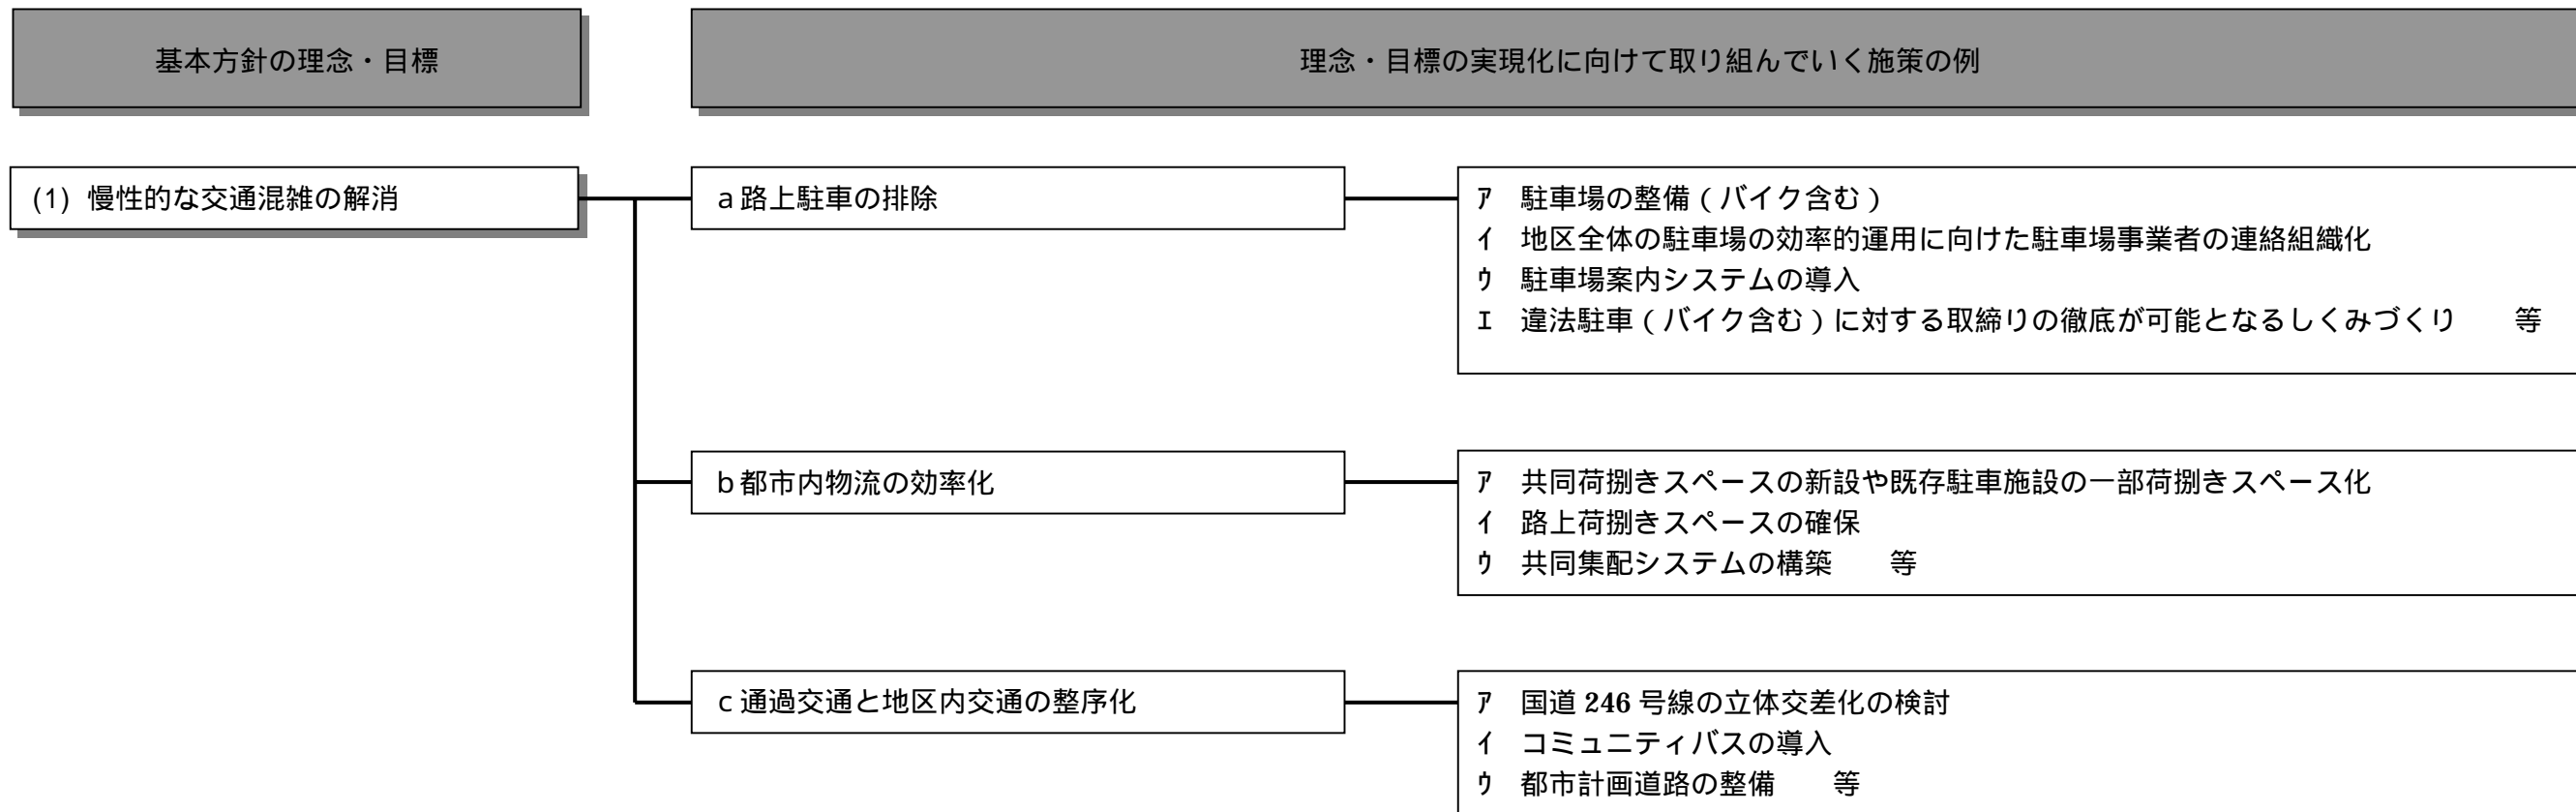 基本方針の理念・目標
理念・目標の実現化に向けて取り組んでいく施策の例
(1) 慢性的な交通混雑の解消
a 路上駐車の排除
ｱ 駐車場の整備（バイク含む）
ｲ 地区全体の駐車場の効率的運用に向けた駐車場事業者の連絡組織化
ｳ 駐車場案内システムの導入
ｴ 違法駐車（バイク含む）に対する取締りの徹底が可能となるしくみづくり　　等
b 都市内物流の効率化
ｱ 共同荷捌きスペースの新設や既存駐車施設の一部荷捌きスペース化
ｲ 路上荷捌きスペースの確保
ｳ 共同集配システムの構築　　等
c 通過交通と地区内交通の整序化
ｱ 国道 246 号線の立体交差化の検討
ｲ コミュニティバスの導入
ｳ 都市計画道路の整備　　等